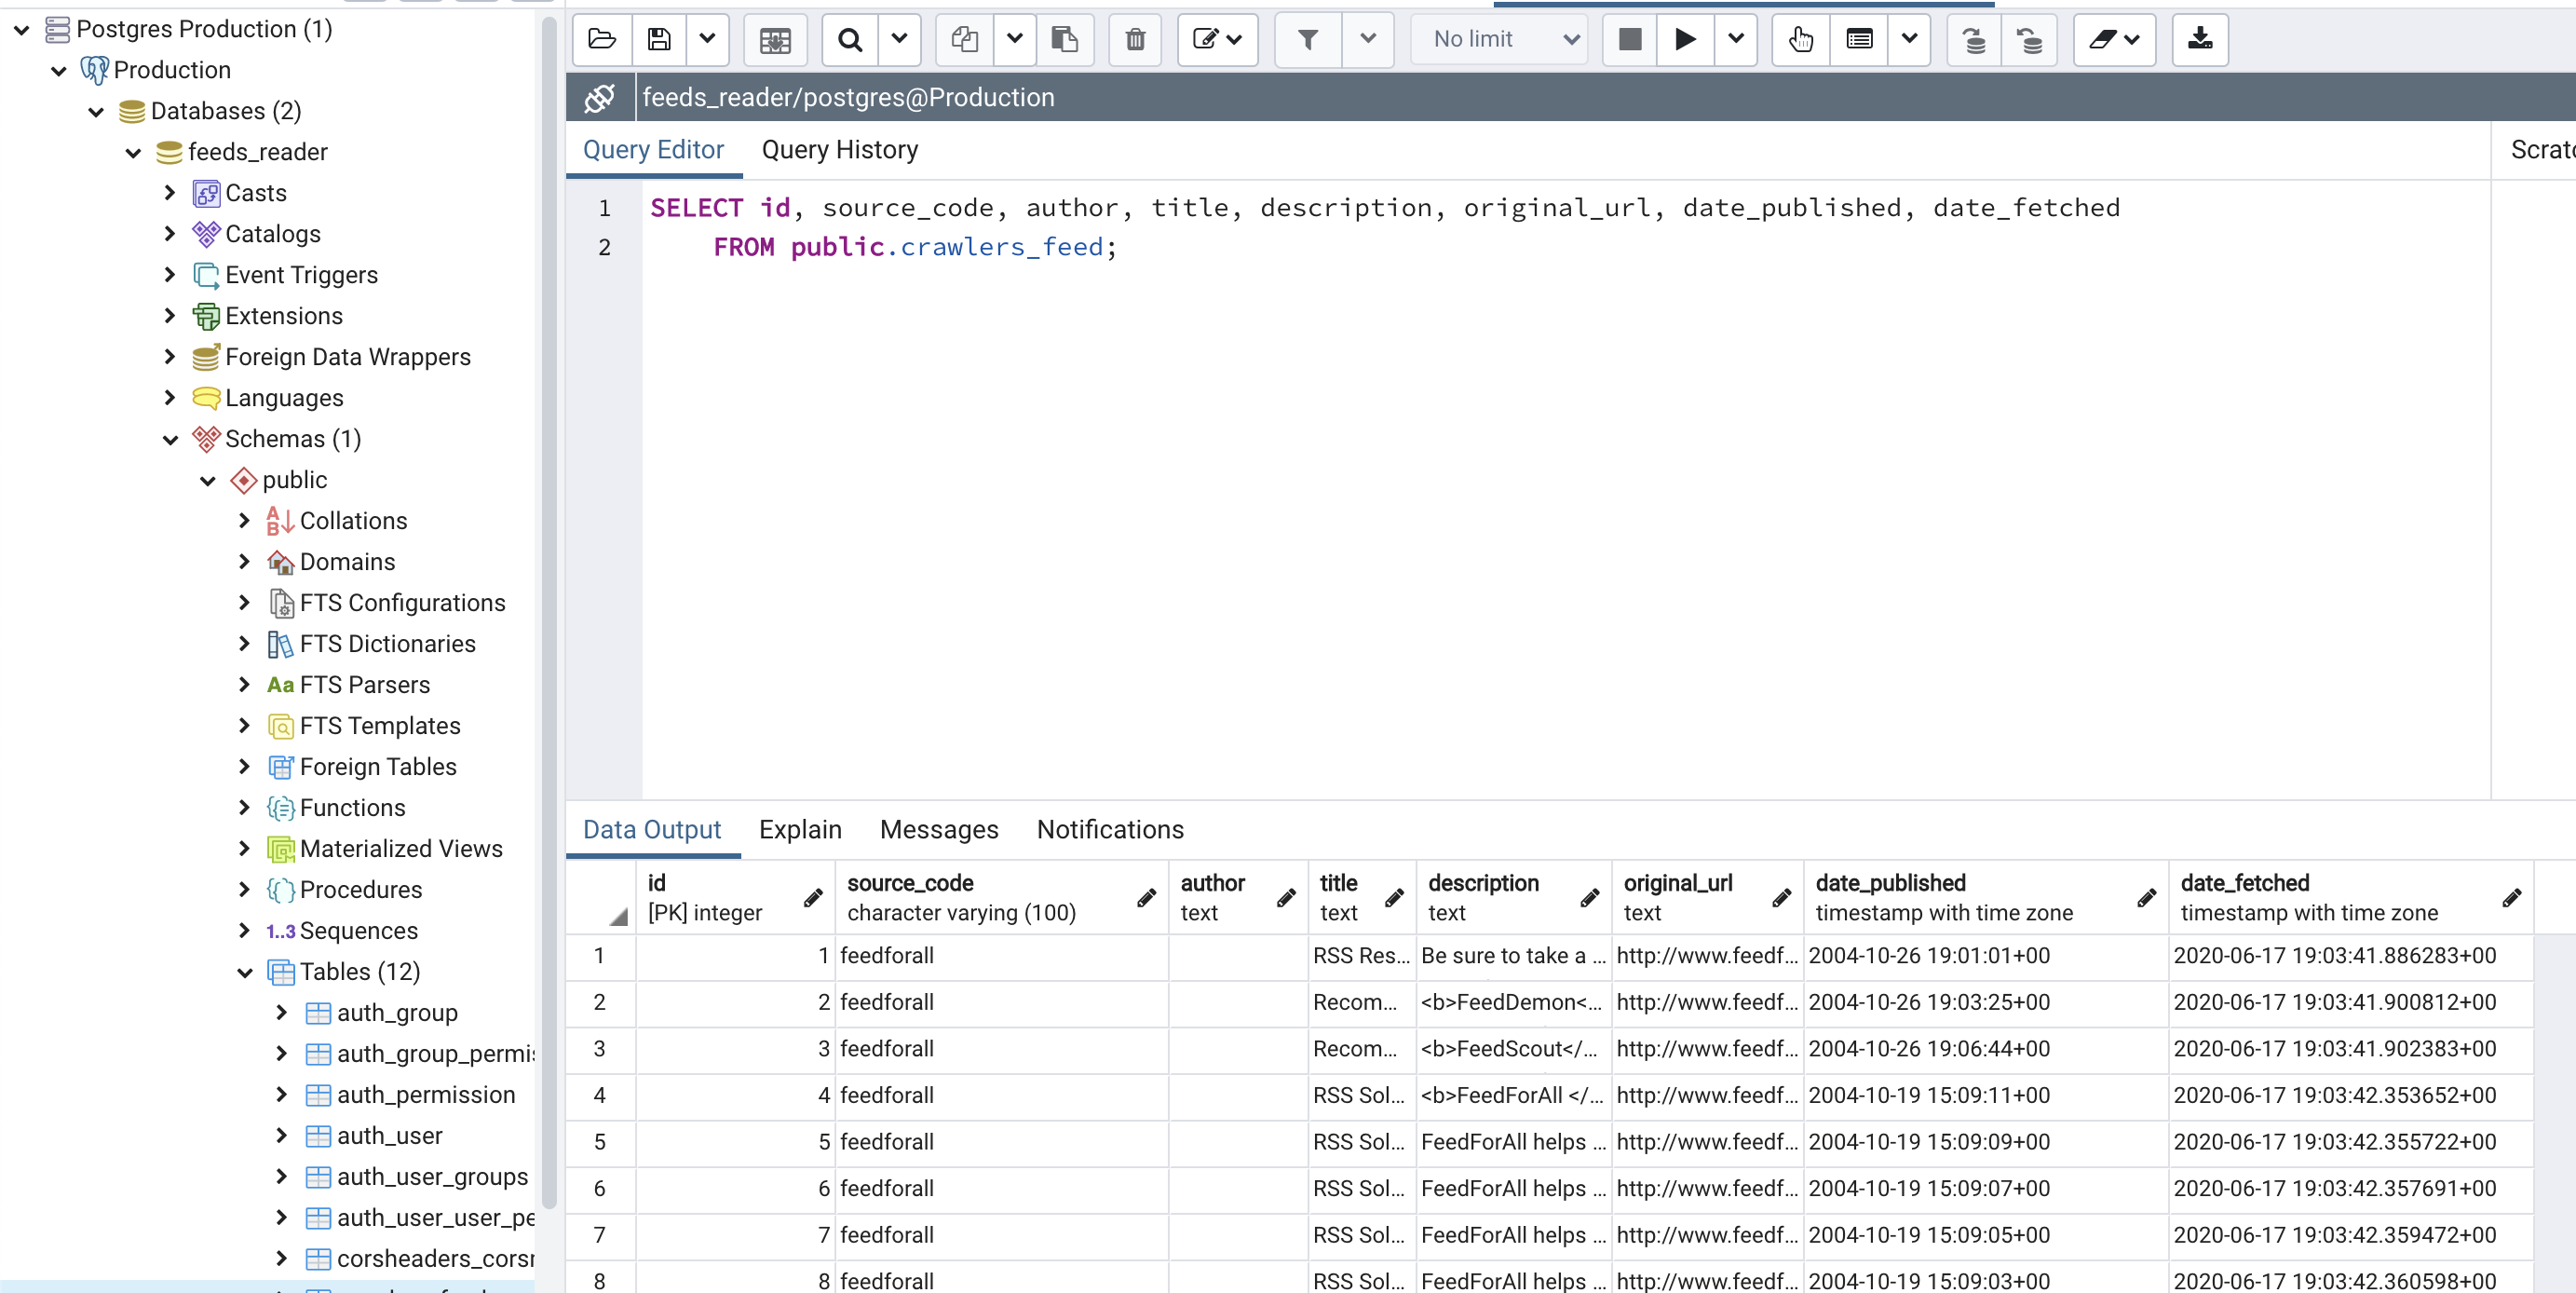 Postgres Production (1)
Production
Databases (2)
feeds_reader
Casts
Catalogs
Event Triggers
Extensions
Foreign Data Wrappers
Languages
Schemas (1)
public
Collations
Domains
FTS Configurations
FTS Dictionaries
Aa FTS Parsers
FTS Templates
Foreign Tables
Functions
Materialized Views
Procedures
1..3 Sequences
Tables (12)
auth_group
auth_group_permis
auth_permission
auth_user
auth_user_groups
auth_user_user_pe
corsheaders_corsm
No limit
feeds_reader/postgres@Production
Query Editor Query History
Scratc
1 SELECT id, source_code, author, title, description, original_url, date_published, date_fetched
2 FROM public.crawlers_feed;
Data Output Explain Messages Notifications
id source_code author title description original_url date_published date_fetched
[PK] integer character varying (100) text text text text timestamp with time zone timestamp with time zone
1 1 feedforall RSS Res... Be sure to take a ... http://www.feedf... 2004-10-26 19:01:01+00 2020-06-17 19:03:41.886283+00
2 2 feedforall Recom... <b>FeedDemon<... http://www.feedf... 2004-10-26 19:03:25+00 2020-06-17 19:03:41.900812+00
3 3 feedforall Recom... <b>FeedScout</... http://www.feedf... 2004-10-26 19:06:44+00 2020-06-17 19:03:41.902383+00
4 4 feedforall RSS Sol... <b>FeedForAll </... http://www.feedf... 2004-10-19 15:09:11+00 2020-06-17 19:03:42.353652+00
5 5 feedforall RSS Sol... FeedForAll helps ... http://www.feedf... 2004-10-19 15:09:09+00 2020-06-17 19:03:42.355722+00
6 6 feedforall RSS Sol... FeedForAll helps ... http://www.feedf... 2004-10-19 15:09:07+00 2020-06-17 19:03:42.357691+00
7 7 feedforall RSS Sol... FeedForAll helps ... http://www.feedf... 2004-10-19 15:09:05+00 2020-06-17 19:03:42.359472+00
8 8 feedforall RSS Sol... FeedForAll helps ... http://www.feedf... 2004-10-19 15:09:03+00 2020-06-17 19:03:42.360598+00